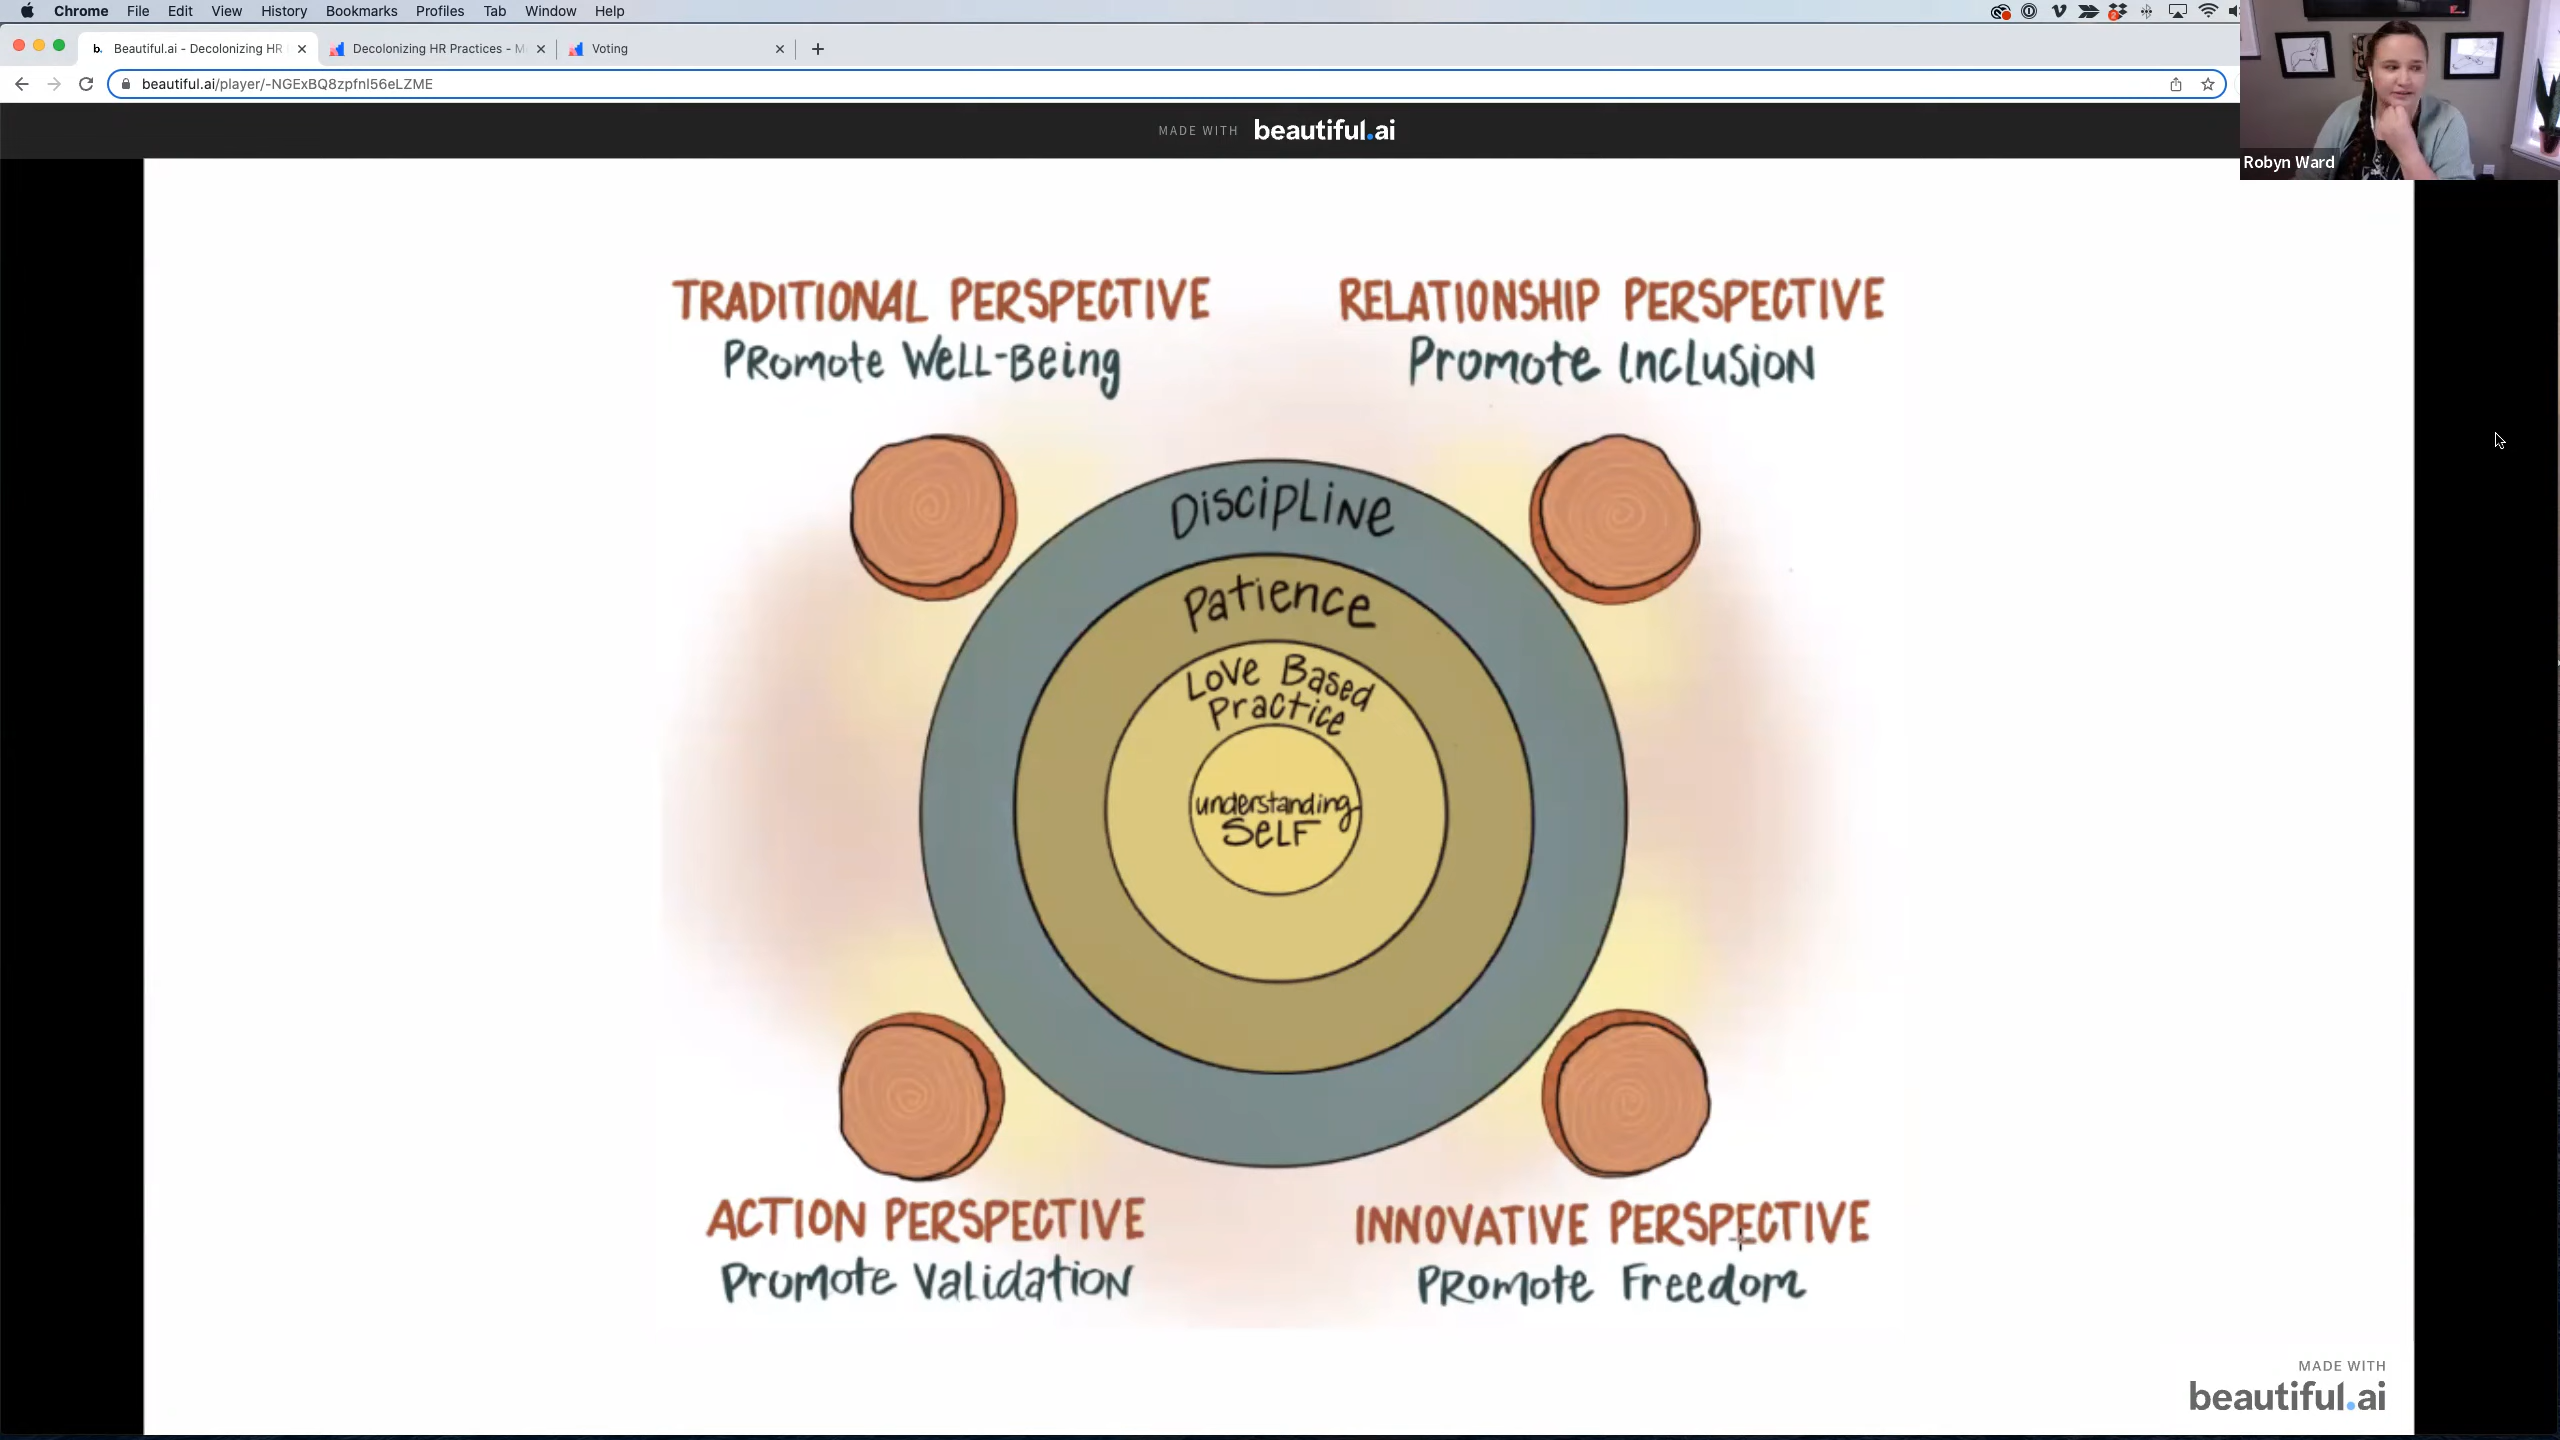 Chrome File Edit View History Bookmarks Profiles Tab Window Help
Beautiful.ai - Decolonizing HR
Decolonizing HR Practices - M
Voting
beautiful.ai/player/-NGExBQ8zpfnl56eLZME
MADE WITH beautiful.ai
Robyn Ward
TRADITIONAL PERSPECTIVE
PRomote WeLL-Being
RELATIONSHIP PERSPECTIVE
Promote InclusioN
DiscipLiNe
Patience
Love Based
Practice
understanding
SeLF
ACTION PERSPECTIVE
Promote ValidatioN
INNOVATIVE PERSPECTIVE
PRomote Freedom
MADE WITH
beautiful.ai